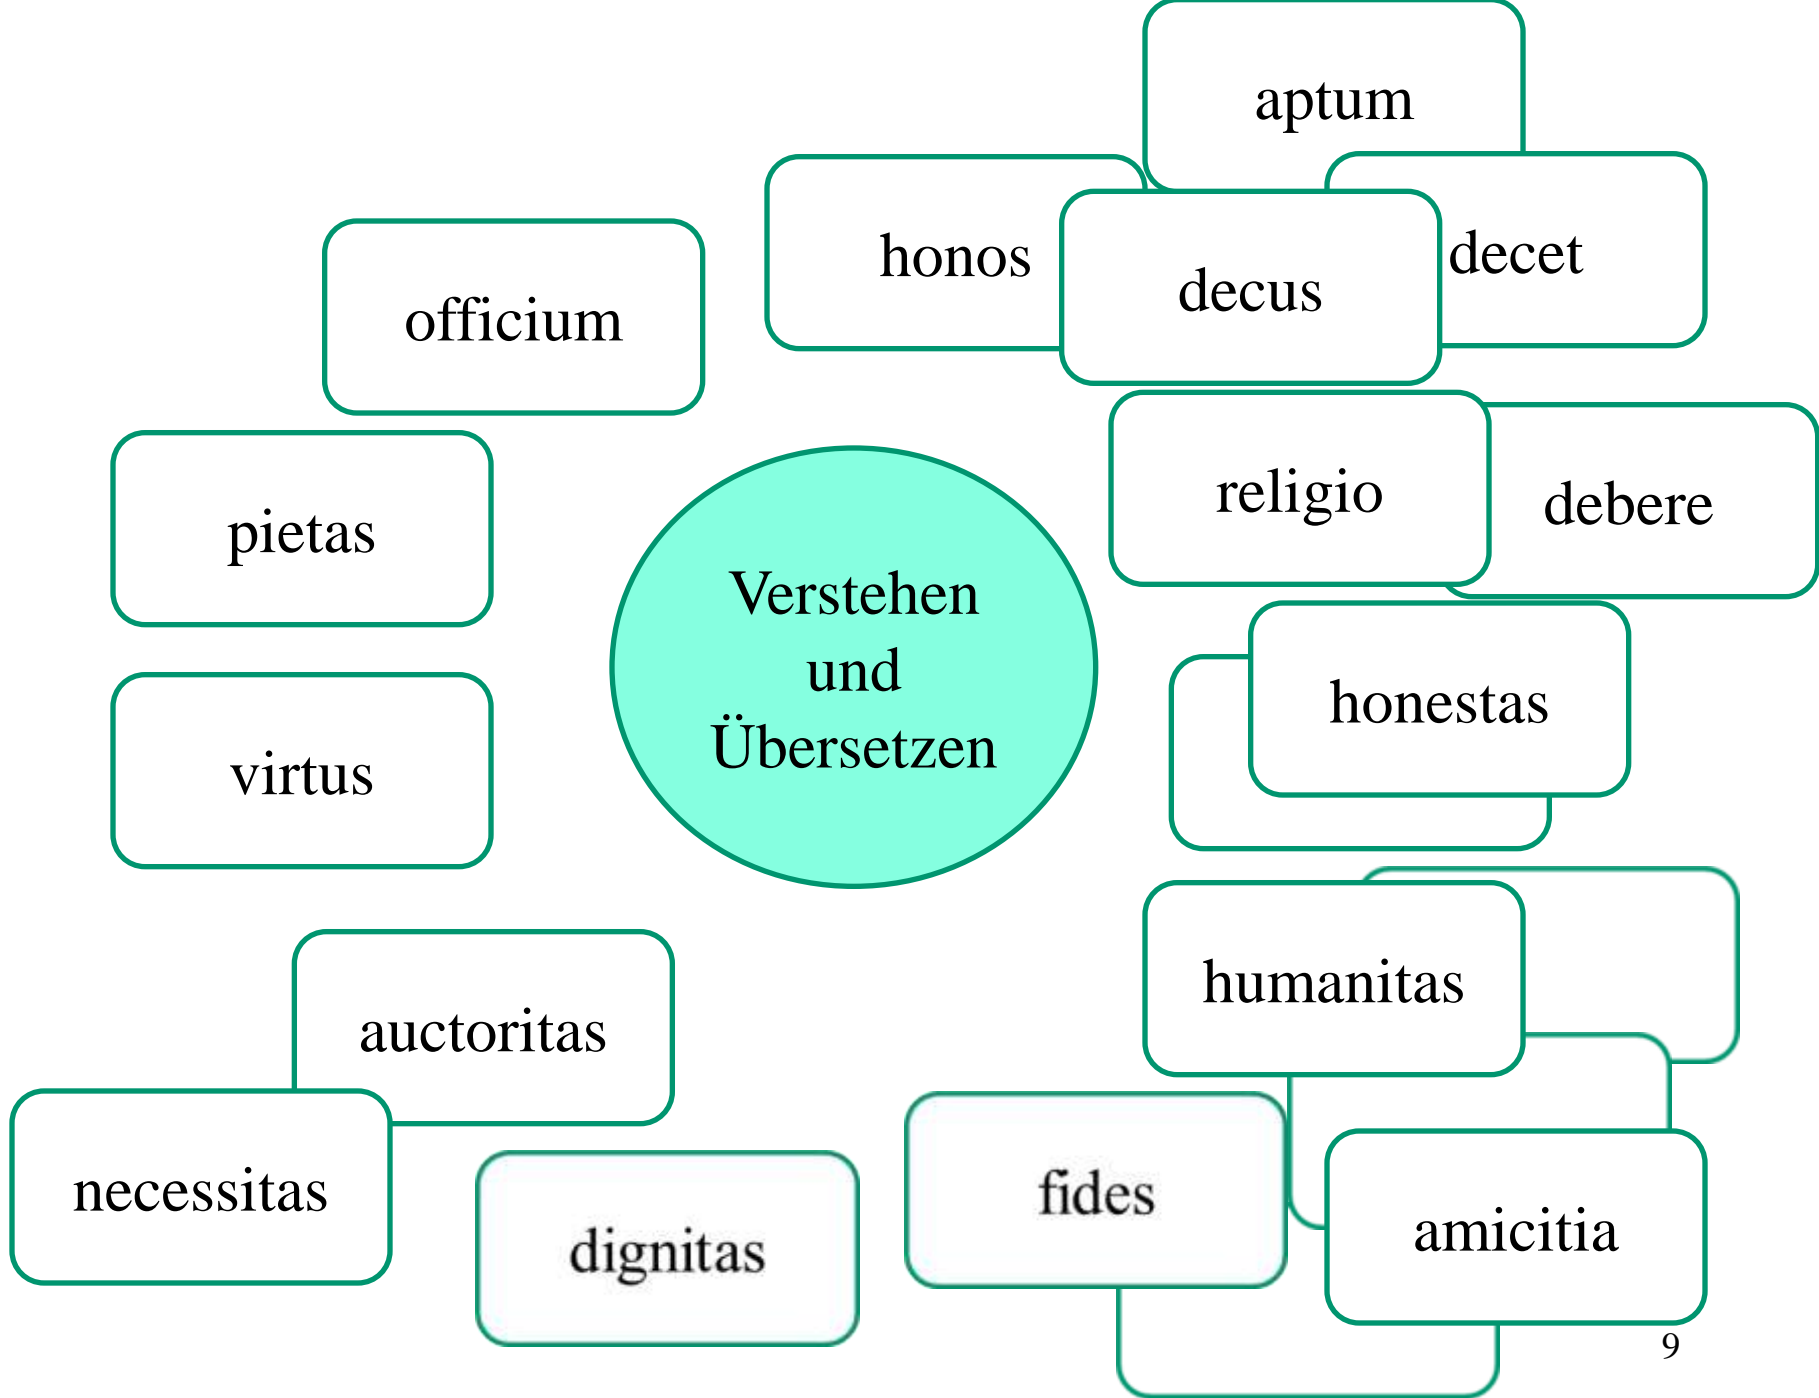 aptum
honos
decus
decet
officium
religio
debere
pietas
Verstehen
und
Übersetzen
honestas
virtus
humanitas
auctoritas
necessitas
fides
dignitas
amicitia
9